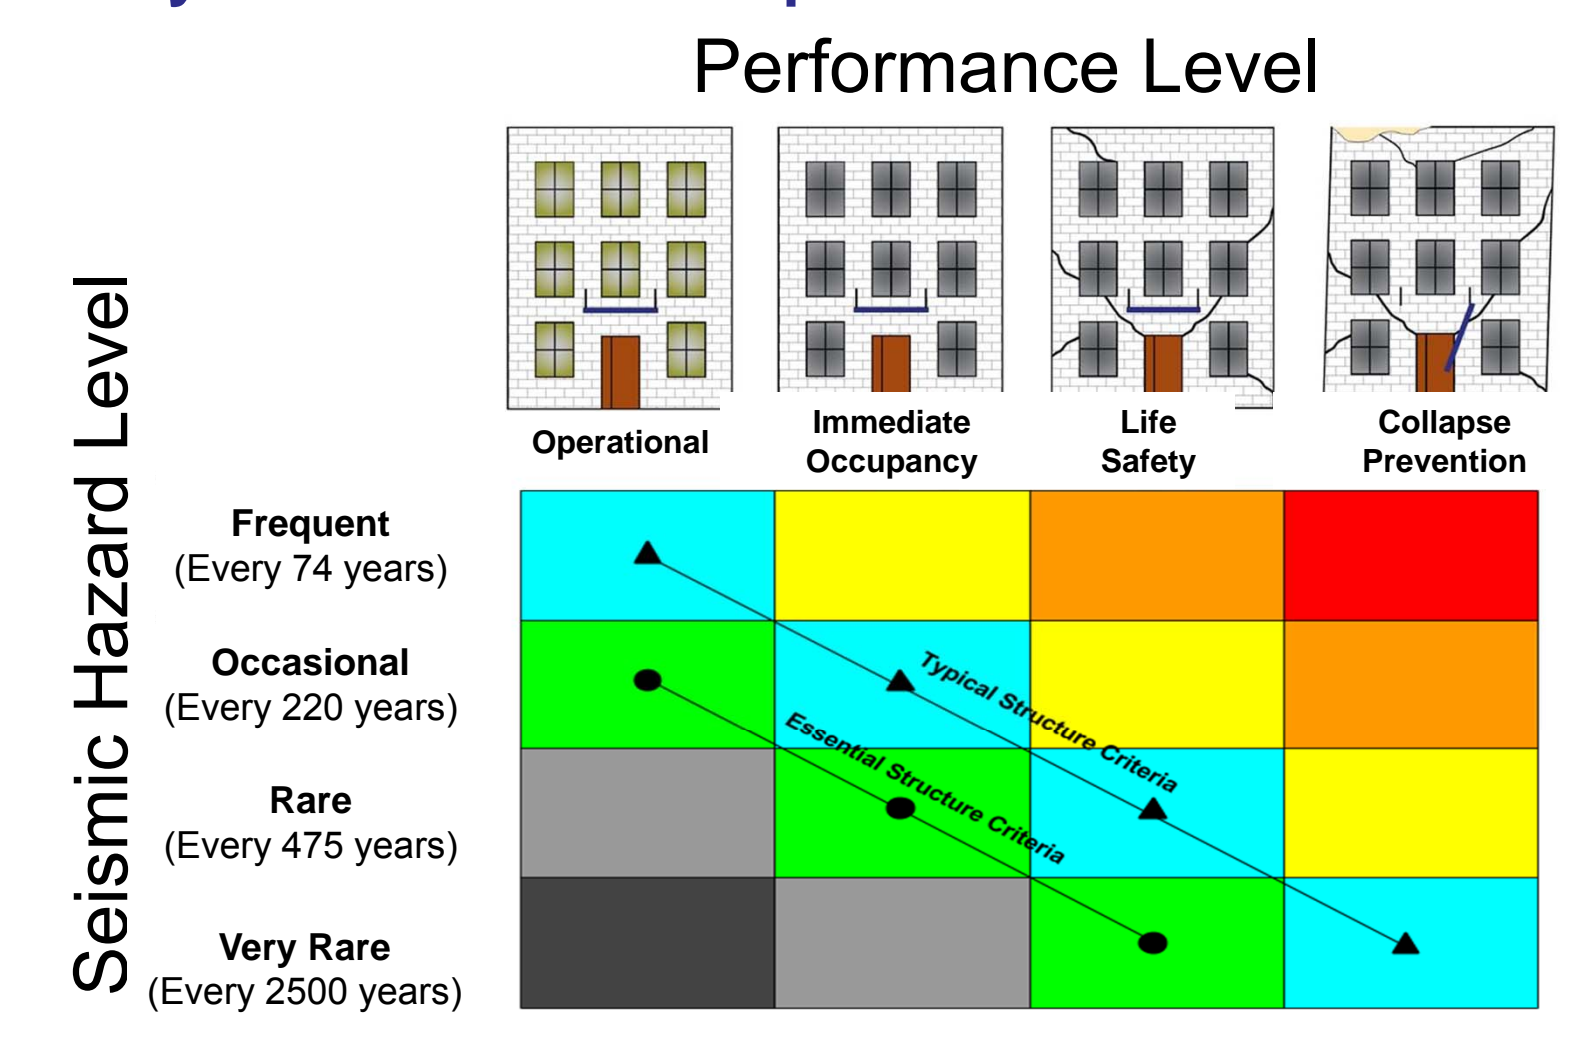 Performance Level
Operational
Immediate
Occupancy
Life
Safety
Collapse
Prevention
Seismic Hazard Level
Frequent
(Every 74 years)
Occasional
(Every 220 years)
Rare
(Every 475 years)
Very Rare
(Every 2500 years)
Typical Structure Criteria
Essential Structure Criteria